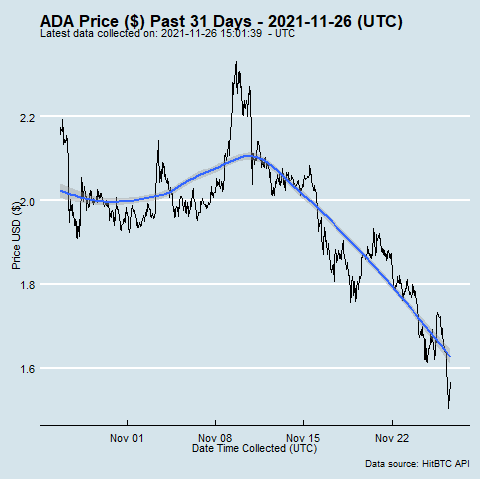 ADA Price ($) Past 31 Days - 2021-11-26 (UTC)
Latest data collected on: 2021-11-26 15:01:39  - UTC
2.2
2.0
1.8
1.6
Price USD ($)
Nov 01 Nov 08 Nov 15 Nov 22
Date Time Collected (UTC)
Data source: HitBTC API